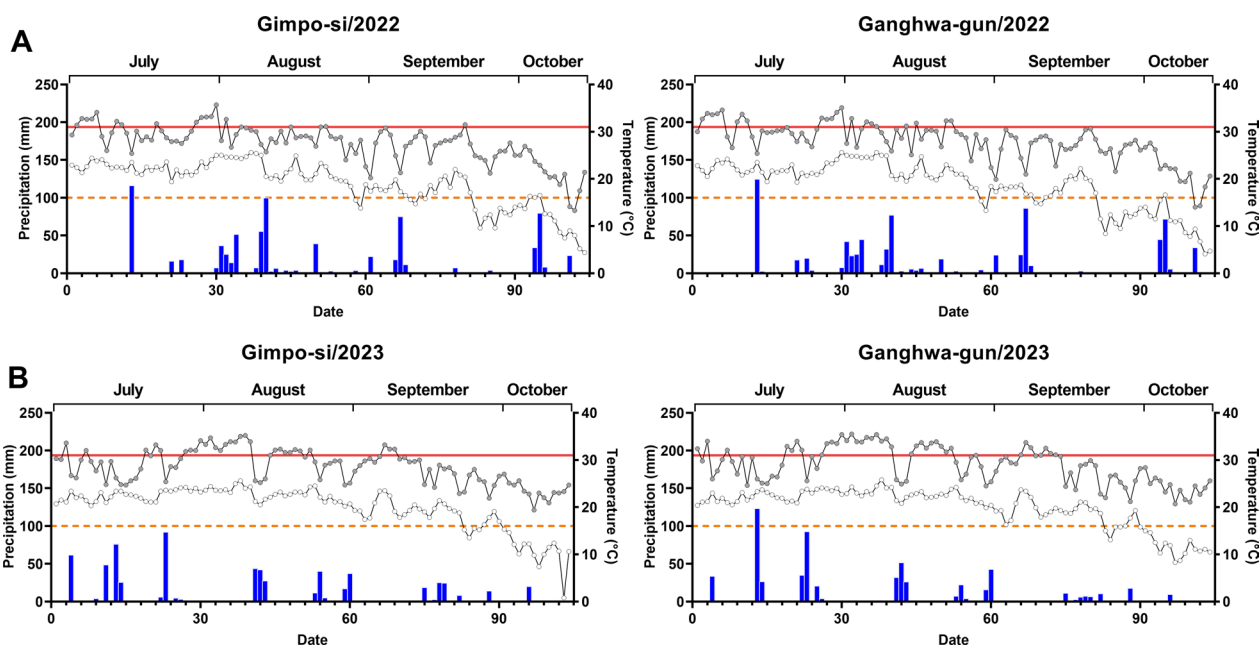 A
Gimpo-si/2022
July August September October
250 200 150 100 50 0
Precipitation (mm)
40 30 20 10 0
Temperature (°C)
0 30 60 90
Date
Ganghwa-gun/2022
July August September October
250 200 150 100 50 0
Precipitation (mm)
40 30 20 10 0
Temperature (°C)
0 30 60 90
Date
B
Gimpo-si/2023
July August September October
250 200 150 100 50 0
Precipitation (mm)
40 30 20 10 0
Temperature (°C)
0 30 60 90
Date
Ganghwa-gun/2023
July August September October
250 200 150 100 50 0
Precipitation (mm)
40 30 20 10 0
Temperature (°C)
0 30 60 90
Date